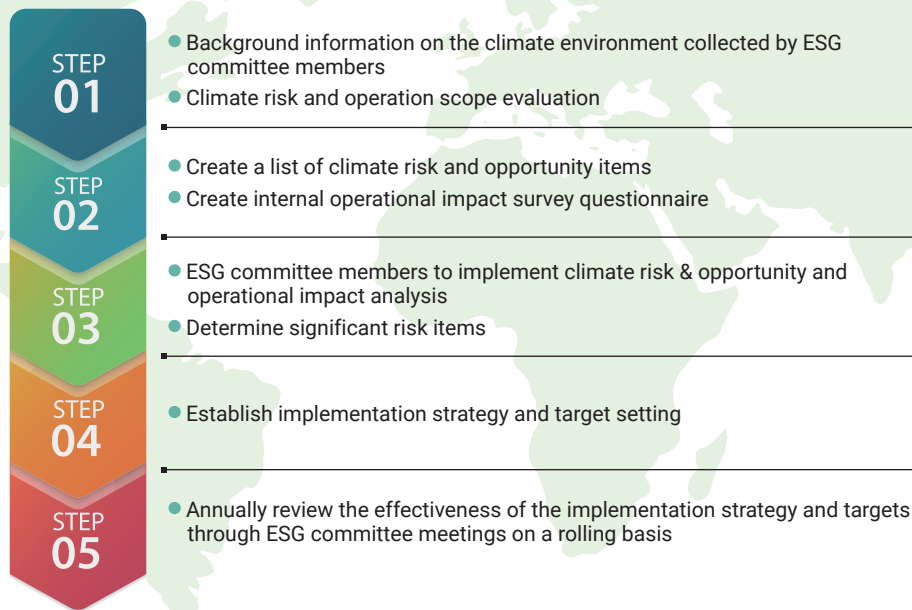 STEP
01
Background information on the climate environment collected by ESG
committee members
Climate risk and operation scope evaluation
STEP
02
Create a list of climate risk and opportunity items
Create internal operational impact survey questionnaire
STEP
03
ESG committee members to implement climate risk & opportunity and
operational impact analysis
Determine significant risk items
STEP
04
Establish implementation strategy and target setting
STEP
05
Annually review the effectiveness of the implementation strategy and targets
through ESG committee meetings on a rolling basis